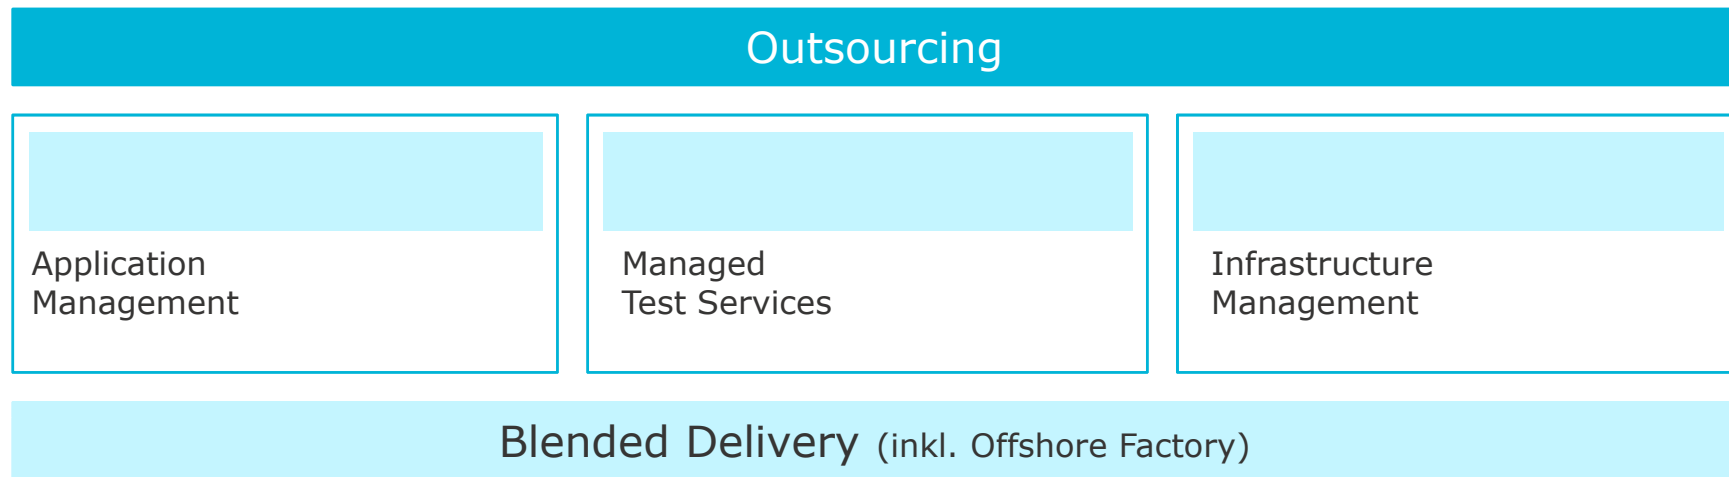 Outsourcing
Application
Management
Managed
Test Services
Infrastructure
Management
Blended Delivery (inkl. Offshore Factory)